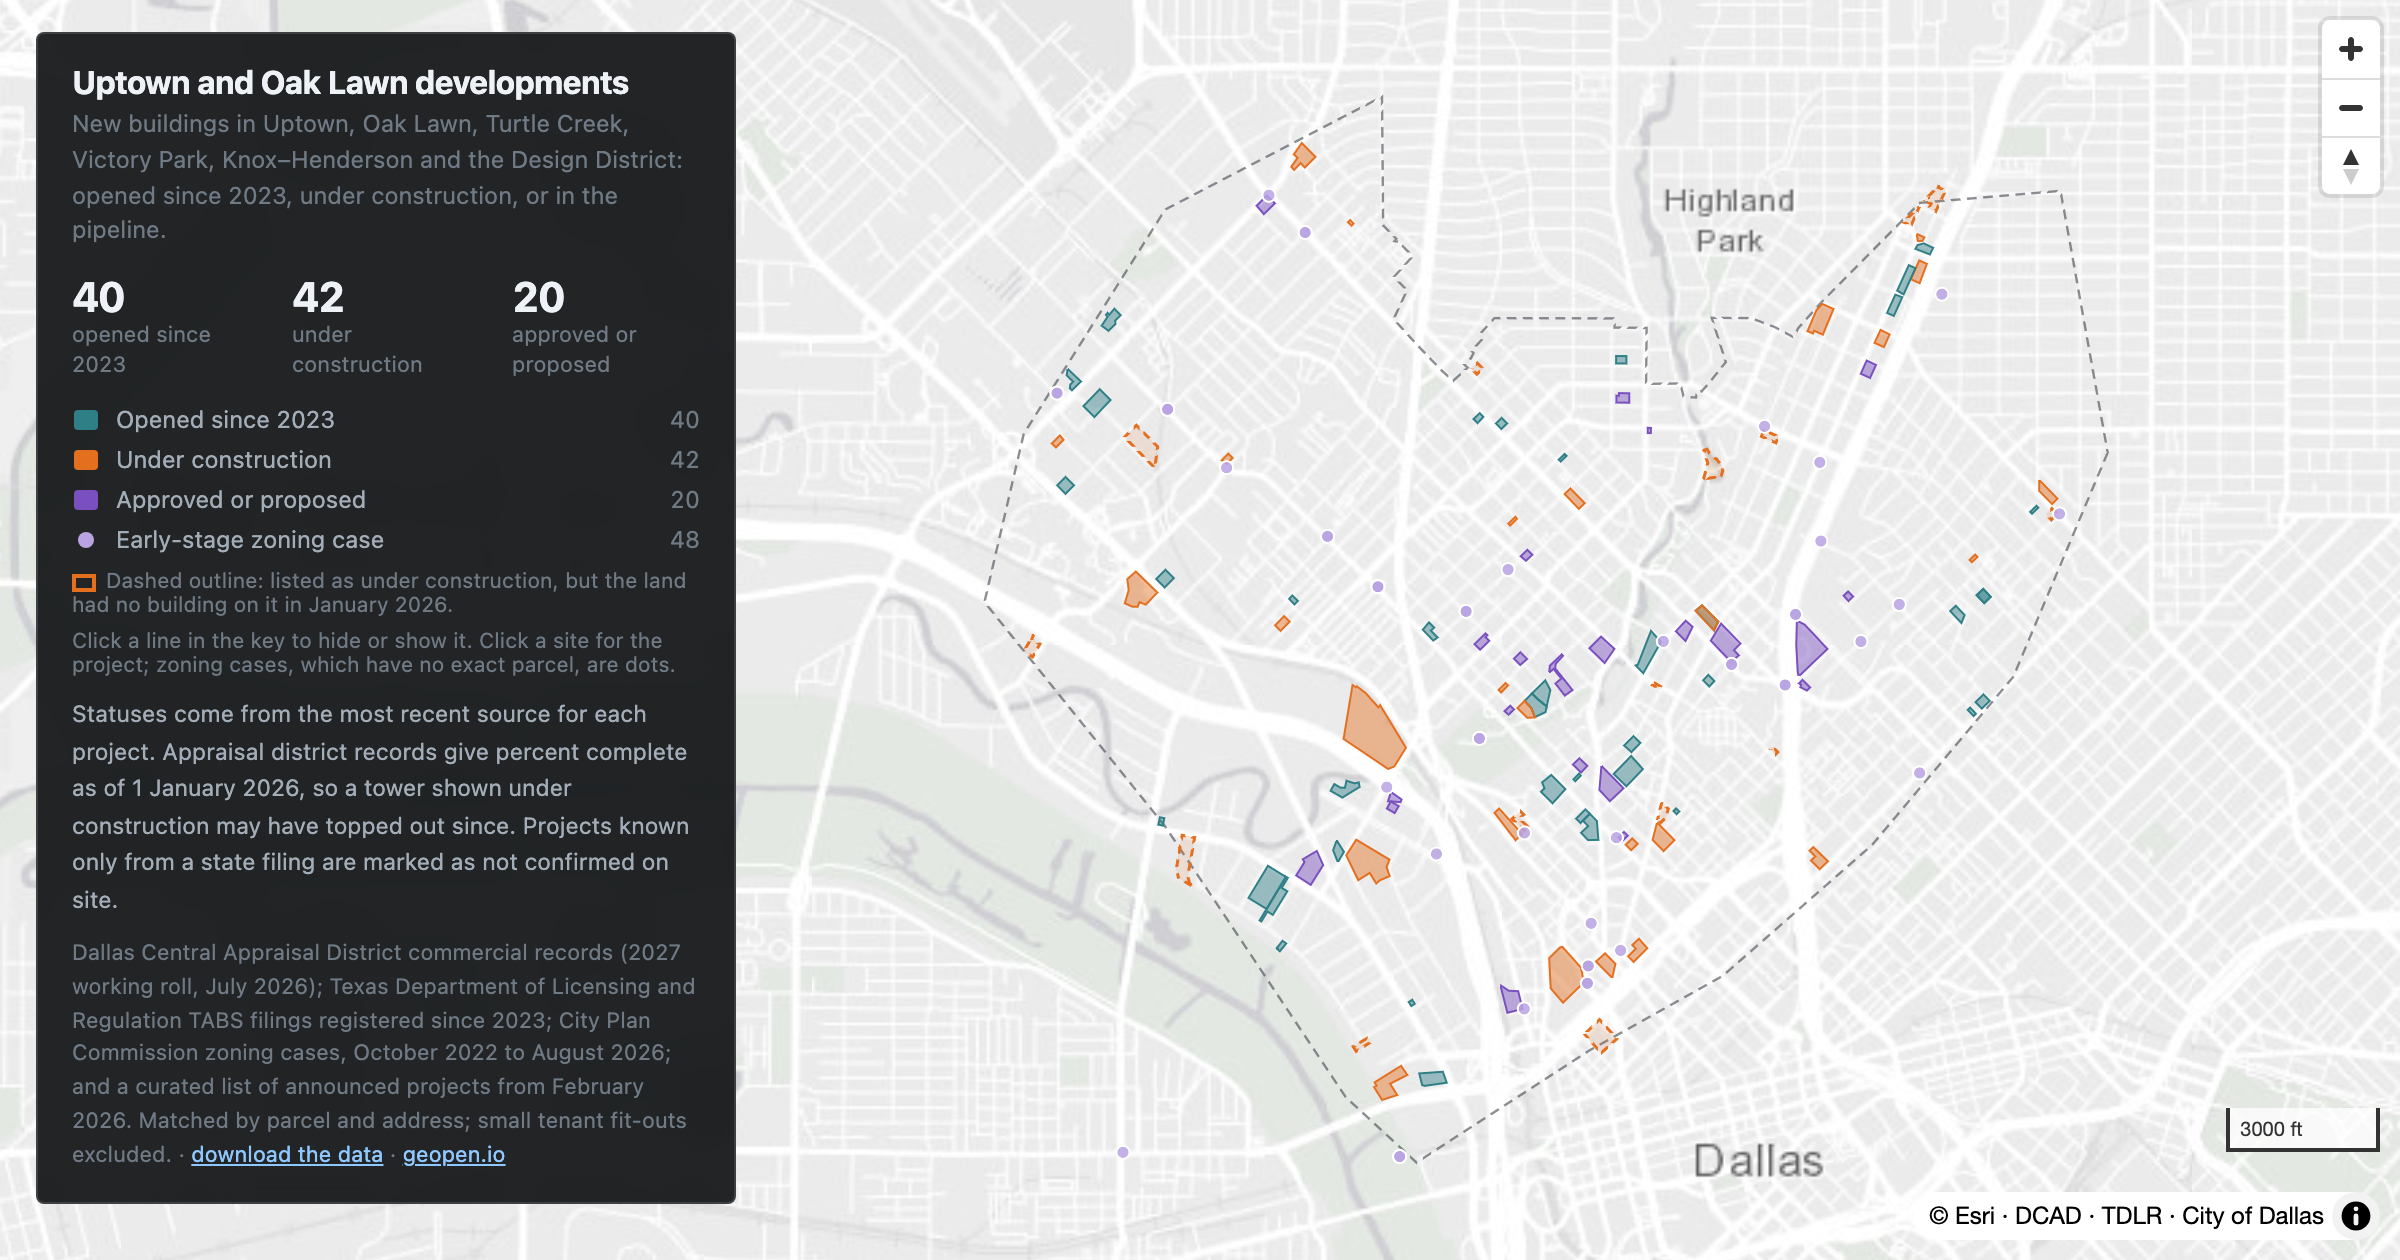 Uptown and Oak Lawn developments
New buildings in Uptown, Oak Lawn, Turtle Creek,
Victory Park, Knox–Henderson and the Design District:
opened since 2023, under construction, or in the
pipeline.
40
opened since
2023
42
under
construction
20
approved or
proposed
Opened since 2023 40
Under construction 42
Approved or proposed 20
Early-stage zoning case 48
Dashed outline: listed as under construction, but the land
had no building on it in January 2026.
Click a line in the key to hide or show it. Click a site for the
project; zoning cases, which have no exact parcel, are dots.
Statuses come from the most recent source for each
project. Appraisal district records give percent complete
as of 1 January 2026, so a tower shown under
construction may have topped out since. Projects known
only from a state filing are marked as not confirmed on
site.
Dallas Central Appraisal District commercial records (2027
working roll, July 2026); Texas Department of Licensing and
Regulation TABS filings registered since 2023; City Plan
Commission zoning cases, October 2022 to August 2026;
and a curated list of announced projects from February
2026. Matched by parcel and address; small tenant fit-outs
excluded. · download the data · geopen.io
Highland
Park
Dallas
3000 ft
© Esri · DCAD · TDLR · City of Dallas